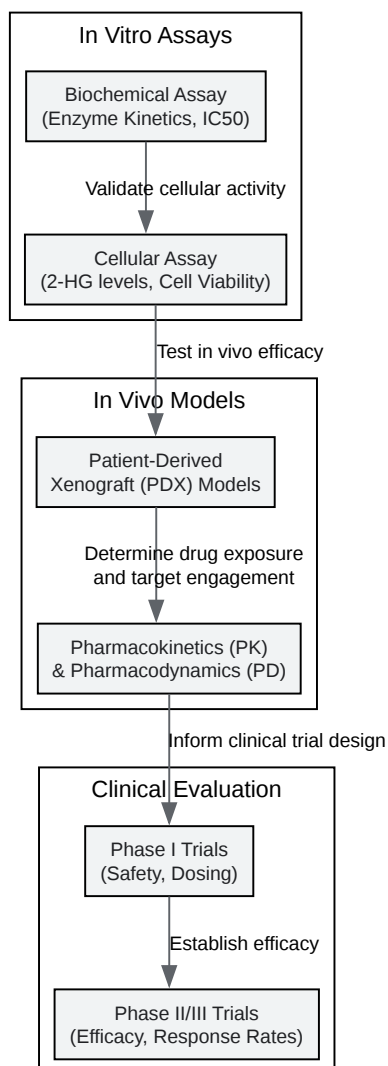 In Vitro Assays
Biochemical Assay
(Enzyme Kinetics, IC50)
Validate cellular activity
Cellular Assay
(2-HG levels, Cell Viability)
Test in vivo efficacy
In Vivo Models
Patient-Derived
Xenograft (PDX) Models
Determine drug exposure
and target engagement
Pharmacokinetics (PK)
& Pharmacodynamics (PD)
Inform clinical trial design
Clinical Evaluation
Phase I Trials
(Safety, Dosing)
Establish efficacy
Phase II/III Trials
(Efficacy, Response Rates)